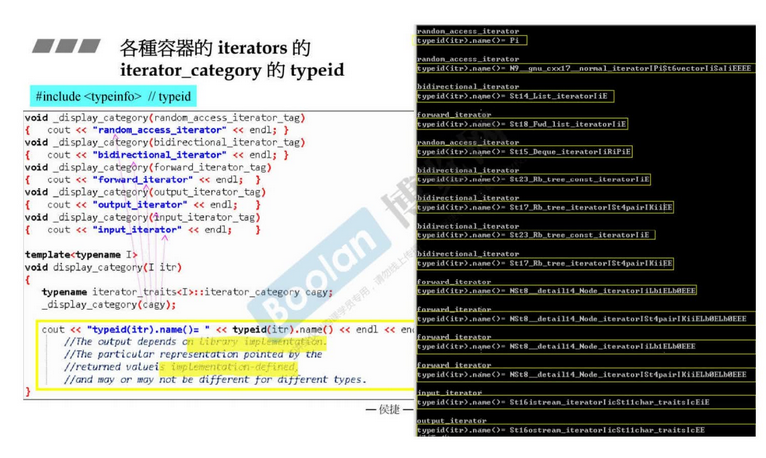 各種容器的 iterators 的
iterator_category 的 typeid
#include <typeinfo> // typeid
void _display_category(random_access_iterator_tag)
{ cout << "random_access_iterator" << endl; }
void _display_category(bidirectional_iterator_tag)
{ cout << "bidirectional_iterator" << endl; }
void _display_category(forward_iterator_tag)
{ cout << "forward_iterator" << endl; }
void _display_category(output_iterator_tag)
{ cout << "output_iterator" << endl; }
void _display_category(input_iterator_tag)
{ cout << "input_iterator" << endl; }
template<typename I>
void display_category(I itr)
{
typename iterator_traits<I>::iterator_category cagy;
_display_category(cagy);
cout << "typeid(itr).name()= " << typeid(itr).name() << endl << end
//The output depends on library implementation.
//The particular representation pointed by the
//returned valueis implementation-defined,
//and may or may not be different for different types.
}
— 侯捷 —
random_access_iterator
typeid(itr).name()= Pi
random_access_iterator
typeid(itr).name()= N9__gnu_cxx17__normal_iteratorIPiSt6vectorIiSaIiEEEE
bidirectional_iterator
typeid(itr).name()= St14_List_iteratorIiE
forward_iterator
typeid(itr).name()= St18_Fwd_list_iteratorIiE
random_access_iterator
typeid(itr).name()= St15_Deque_iteratorIiRiPiE
bidirectional_iterator
typeid(itr).name()= St23_Rb_tree_const_iteratorIiE
bidirectional_iterator
typeid(itr).name()= St17_Rb_tree_iteratorISt4pairIKiiEE
bidirectional_iterator
typeid(itr).name()= St23_Rb_tree_const_iteratorIiE
bidirectional_iterator
typeid(itr).name()= St17_Rb_tree_iteratorISt4pairIKiiEE
forward_iterator
typeid(itr).name()= NSt8__detail14_Node_iteratorIiLb1ELb0EEE
forward_iterator
typeid(itr).name()= NSt8__detail14_Node_iteratorISt4pairIKiiELb0ELb0EEE
forward_iterator
typeid(itr).name()= NSt8__detail14_Node_iteratorIiLb1ELb0EEE
forward_iterator
typeid(itr).name()= NSt8__detail14_Node_iteratorISt4pairIKiiELb0ELb0EEE
input_iterator
typeid(itr).name()= St16istream_iteratorIicSt11char_traitsIcEiE
output_iterator
typeid(itr).name()= St16ostream_iteratorIicSt11char_traitsIcEE
Boolan